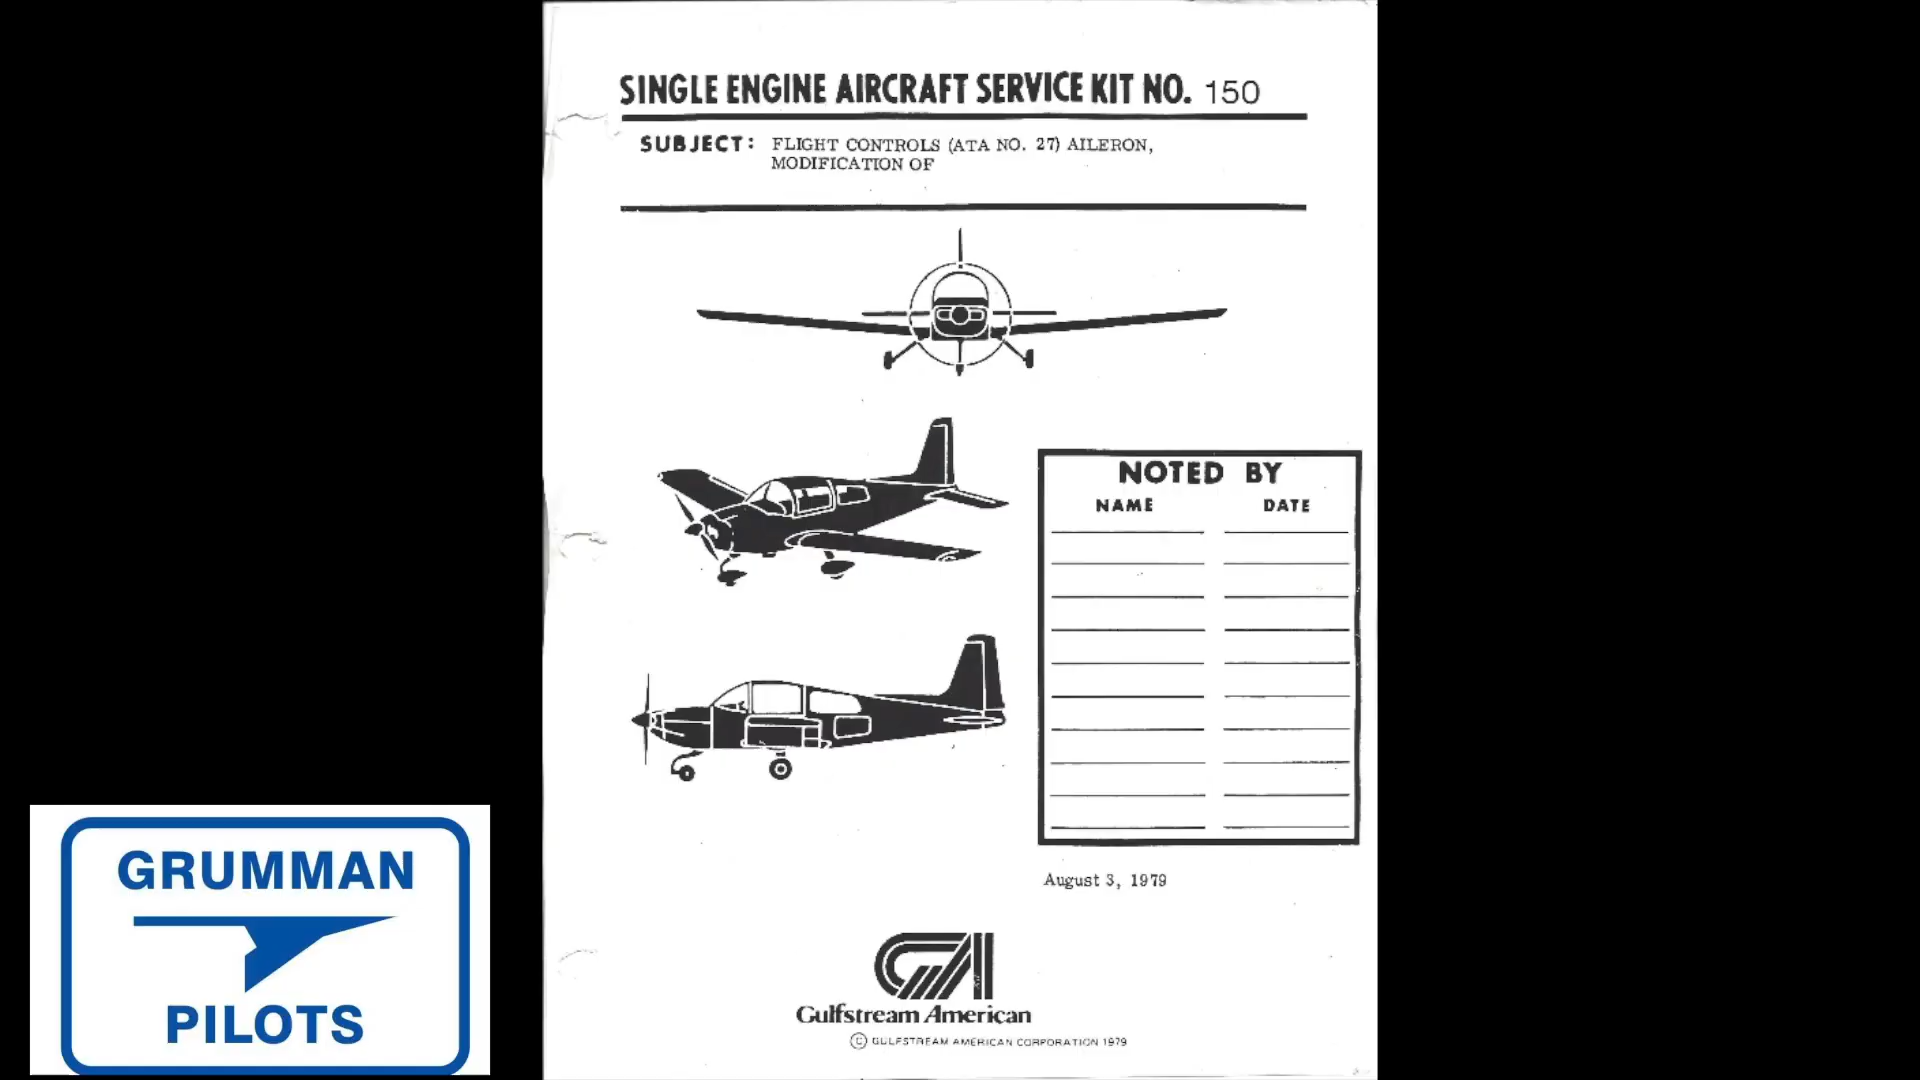 SINGLE ENGINE AIRCRAFT SERVICE KIT NO. 150
SUBJECT: FLIGHT CONTROLS (ATA NO. 27) AILERON,
MODIFICATION OF
NOTED BY
NAME DATE
August 3, 1979
GA
Gulfstream American
© GULFSTREAM AMERICAN CORPORATION 1979
GRUMMAN
PILOTS